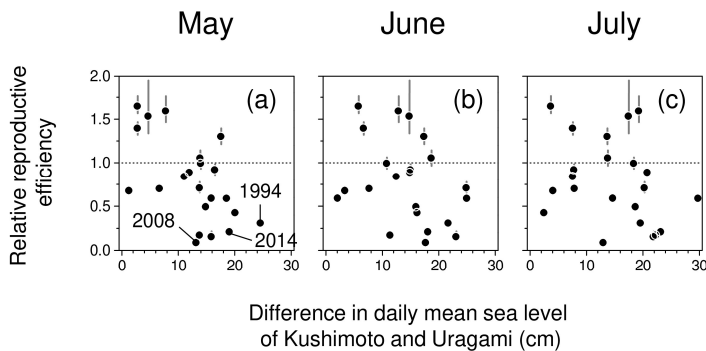 May
June
July
Relative reproductive
efficiency
2.0
1.5
1.0
0.5
0.0
(a)
(b)
(c)
1994
2008
2014
0 10 20 30
0 10 20 30
0 10 20 30
Difference in daily mean sea level
of Kushimoto and Uragami (cm)